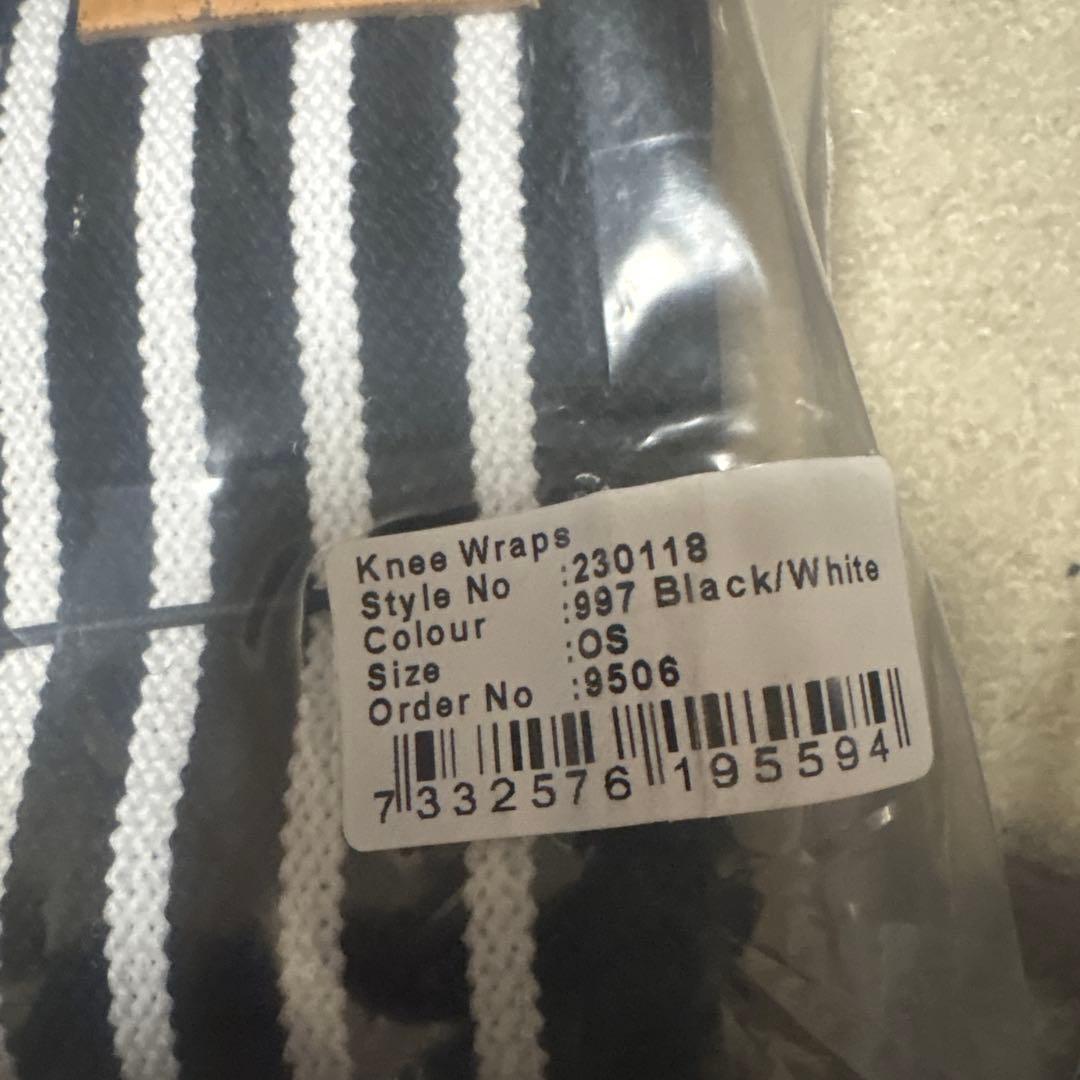 Knee Wraps
Style No :230118
Colour :997 Black/White
Size :OS
Order No :9506
7 332576 195594